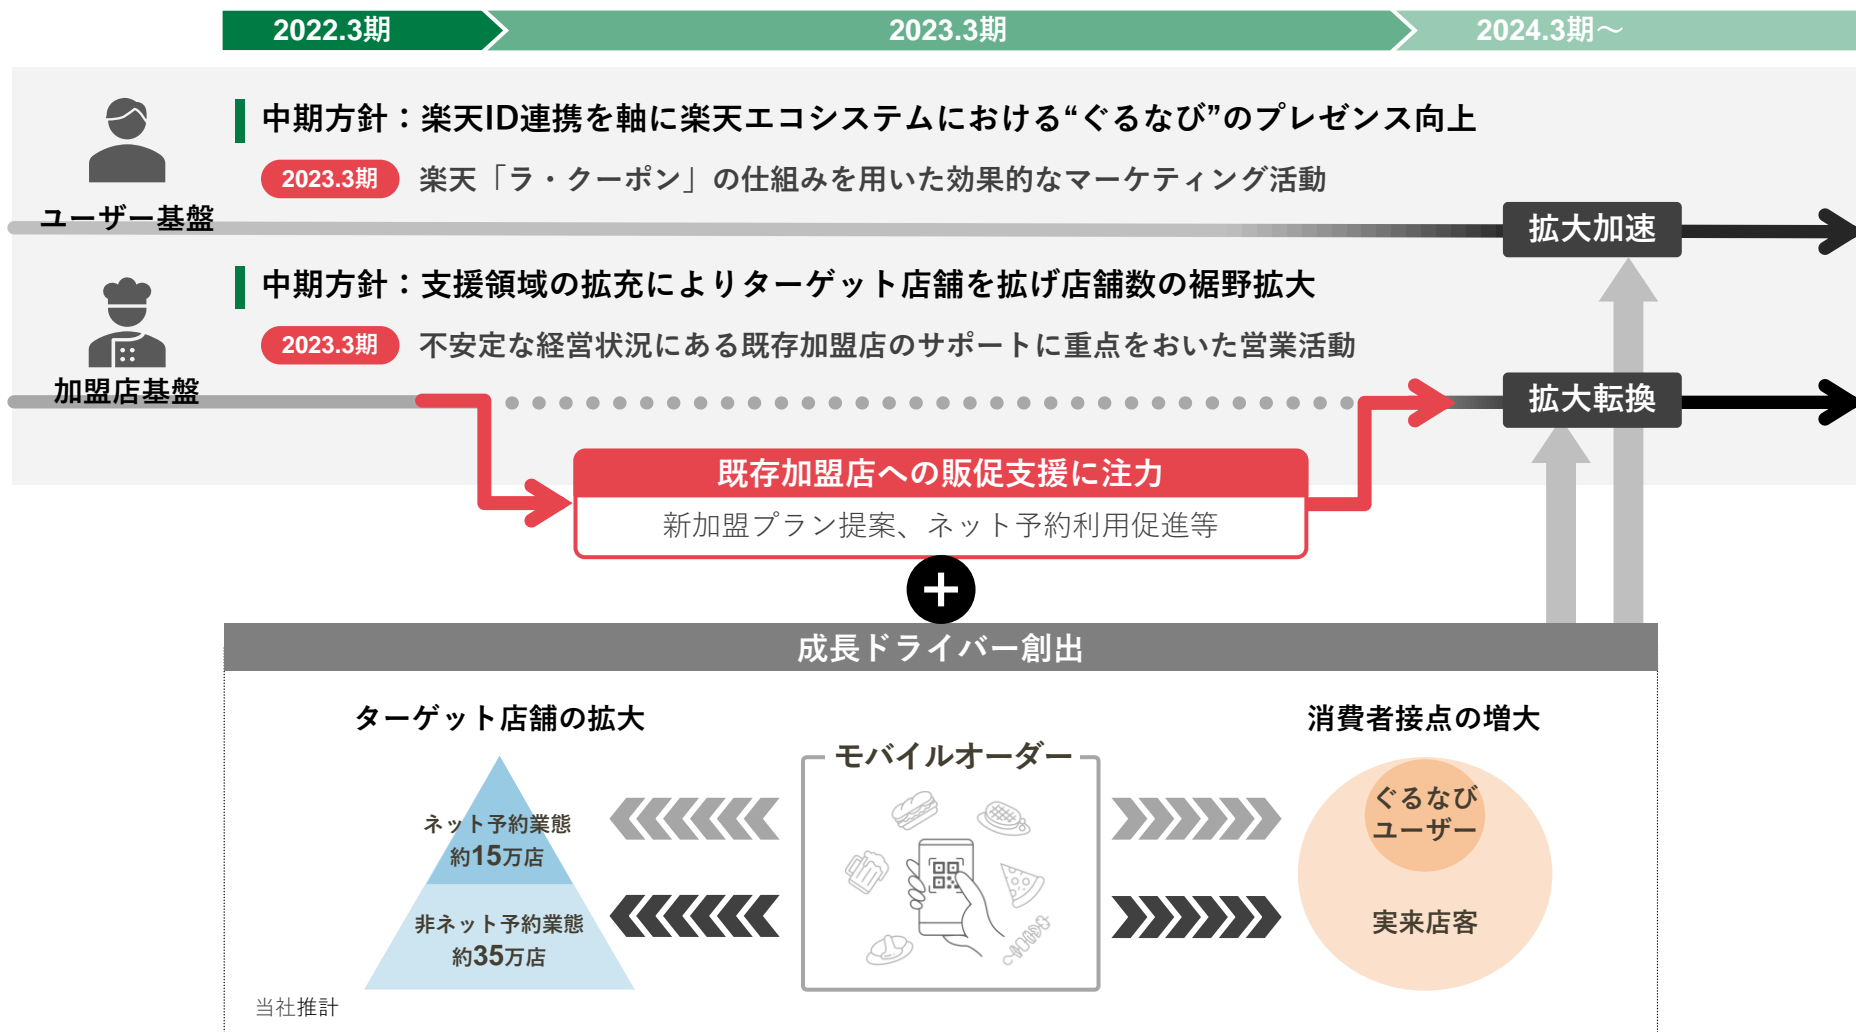 2022.3期
2023.3期
2024.3期～
中期方針：楽天ID連携を軸に楽天エコシステムにおける“ぐるなび”のプレゼンス向上
2023.3期
楽天「ラ・クーポン」の仕組みを用いた効果的なマーケティング活動
ユーザー基盤
拡大加速
中期方針：支援領域の拡充によりターゲット店舗を拡げ店舗数の裾野拡大
2023.3期
不安定な経営状況にある既存加盟店のサポートに重点をおいた営業活動
加盟店基盤
拡大転換
既存加盟店への販促支援に注力
新加盟プラン提案、ネット予約利用促進等
+
成長ドライバー創出
ターゲット店舗の拡大
ネット予約業態
約15万店
非ネット予約業態
約35万店
当社推計
モバイルオーダー
消費者接点の増大
ぐるなび
ユーザー
実来店客